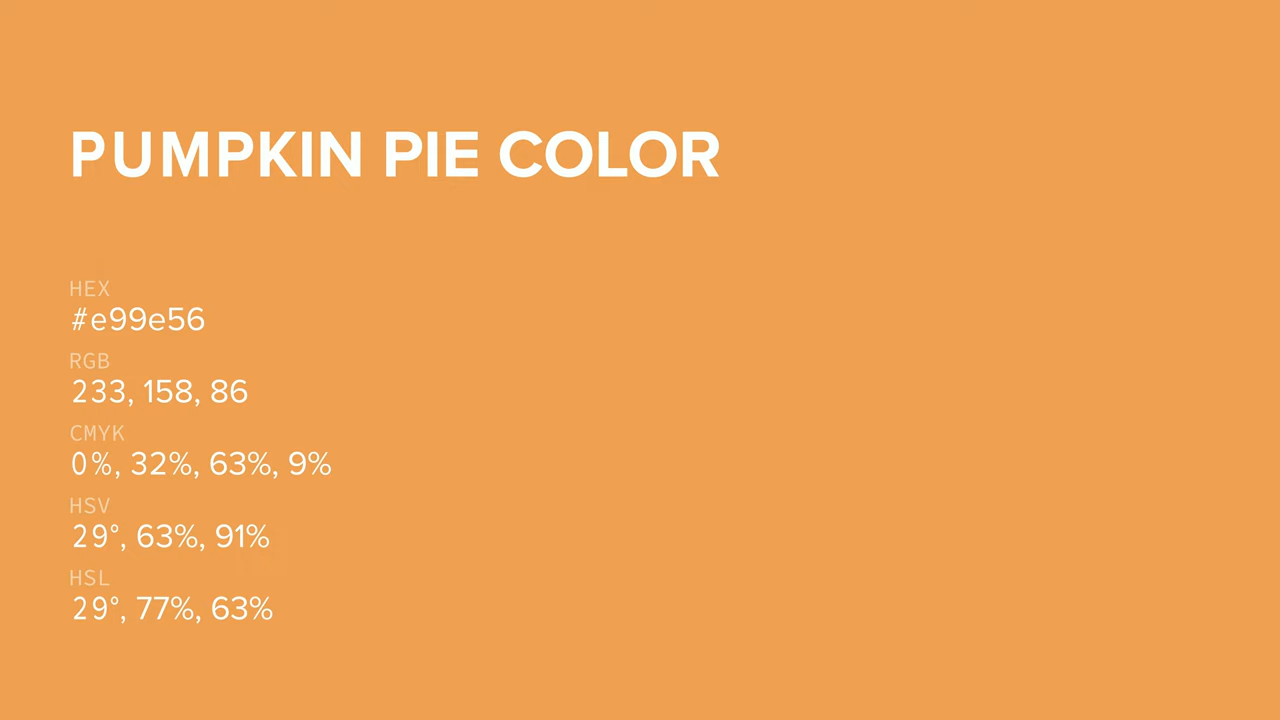 PUMPKIN PIE COLOR
HEX
#e99e56
RGB
233, 158, 86
CMYK
0%, 32%, 63%, 9%
HSV
29°, 63%, 91%
HSL
29°, 77%, 63%